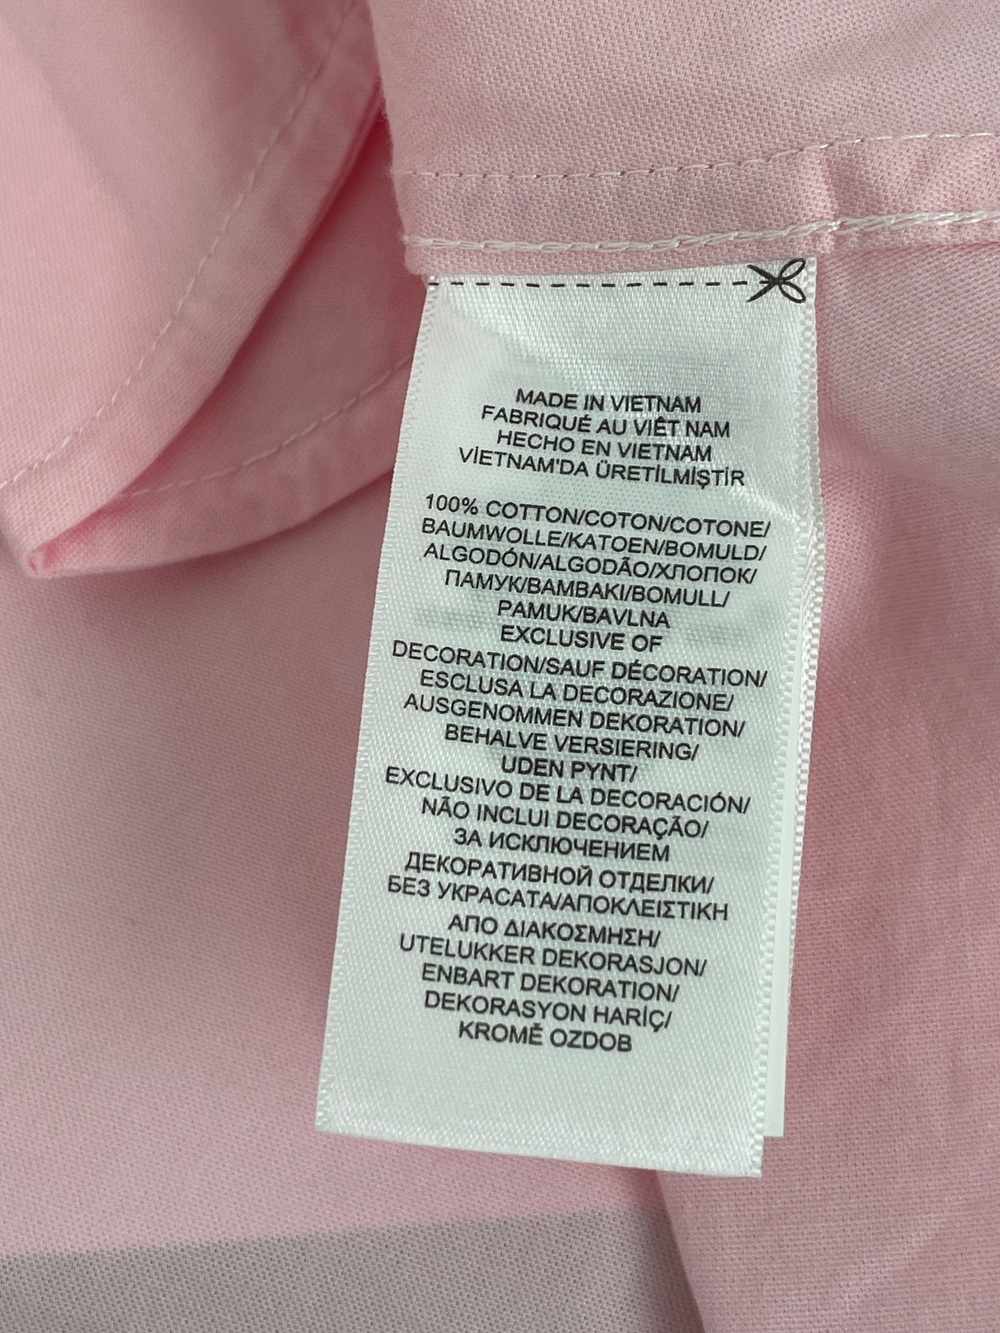 MADE IN VIETNAM
FABRIQUÉ AU VIÊT NAM
HECHO EN VIETNAM
VİETNAM'DA ÜRETİLMİŞTİR
100% COTTON/COTON/COTONE/
BAUMWOLLE/KATOEN/BOMULD/
ALGODÓN/ALGODÃO/ХЛОПОК/
ПАМУК/ΒΑΜΒΑΚΙ/BOMULL/
PAMUK/BAVLNA
EXCLUSIVE OF
DECORATION/SAUF DÉCORATION/
ESCLUSA LA DECORAZIONE/
AUSGENOMMEN DEKORATION/
BEHALVE VERSIERING/
UDEN PYNT/
EXCLUSIVO DE LA DECORACIÓN/
NÃO INCLUI DECORAÇÃO/
ЗА ИСКЛЮЧЕНИЕМ
ДЕКОРАТИВНОЙ ОТДЕЛКИ/
БЕЗ УКРАСАТА/ΑΠΟΚΛΕΙΣΤΙΚΗ
ΑΠΟ ΔΙΑΚΟΣΜΗΣΗ/
UTELUKKER DEKORASJON/
ENBART DEKORATION/
DEKORASYON HARİÇ/
KROMĚ OZDOB